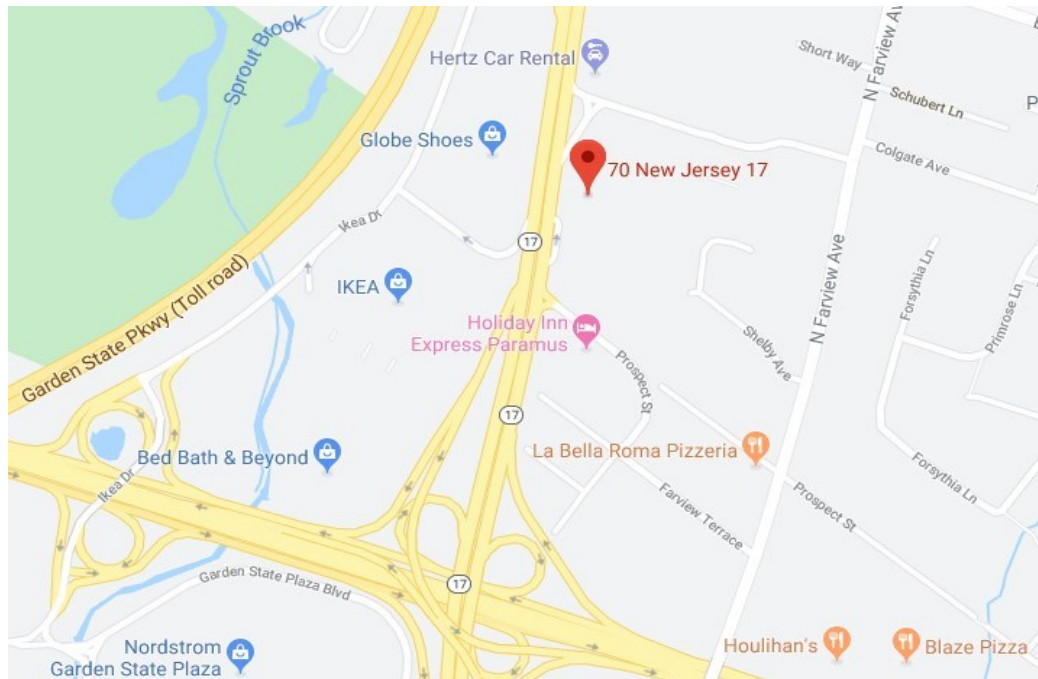 Sprout Brook
Hertz Car Rental
Short Way
N Farview Av
Schubert Ln
P
Globe Shoes
70 New Jersey 17
Colgate Ave
Ikea Dr
17
IKEA
Garden State Pkwy (Toll road)
Holiday Inn
Express Paramus
Shelby Ave
N Farview Ave
Forsythia Ln
Primrose Ln
Prospect St
17
Bed Bath & Beyond
La Bella Roma Pizzeria
Ikea Dr
Farview Terrace
Prospect St
Forsythia Ln
Garden State Plaza Blvd
17
Nordstrom
Garden State Plaza
Houlihan's
Blaze Pizza